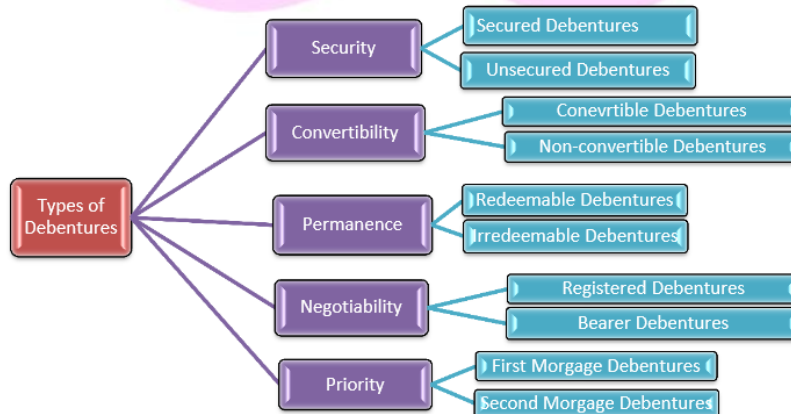 Types of
Debentures
Security
Secured Debentures
Unsecured Debentures
Convertibility
Conevrtible Debentures
Non-convertible Debentures
Permanence
Redeemable Debentures
Irredeemable Debentures
Negotiability
Registered Debentures
Bearer Debentures
Priority
First Morgage Debentures
Second Morgage Debentures